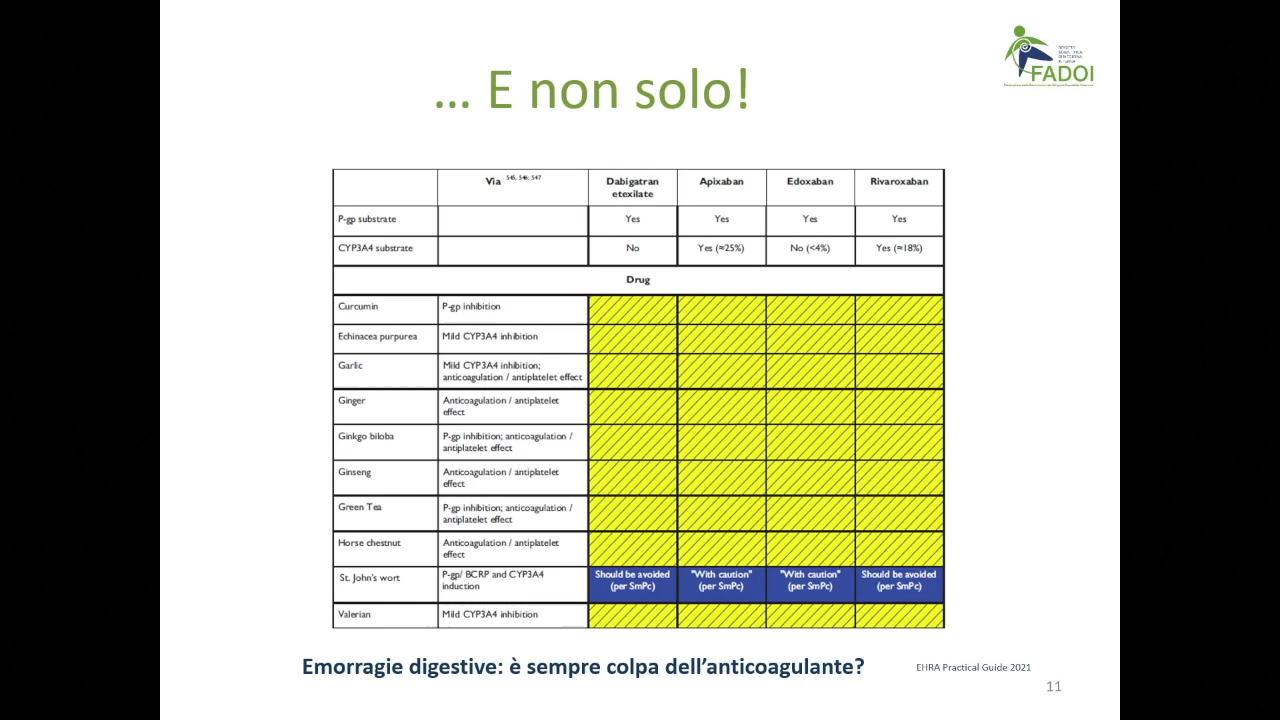 FADOI
... E non solo!
Via 545, 546, 547
Dabigatran
etexilate
Apixaban
Edoxaban
Rivaroxaban
P-gp substrate
Yes
Yes
Yes
Yes
CYP3A4 substrate
No
Yes (≈25%)
No (<4%)
Yes (≈18%)
Drug
Curcumin
P-gp inhibition
Echinacea purpurea
Mild CYP3A4 inhibition
Garlic
Mild CYP3A4 inhibition;
anticoagulation / antiplatelet effect
Ginger
Anticoagulation / antiplatelet
effect
Ginkgo biloba
P-gp inhibition; anticoagulation /
antiplatelet effect
Ginseng
Anticoagulation / antiplatelet
effect
Green Tea
P-gp inhibition; anticoagulation /
antiplatelet effect
Horse chestnut
Anticoagulation / antiplatelet
effect
St. John's wort
P-gp/ BCRP and CYP3A4
induction
Should be avoided
(per SmPc)
"With caution"
(per SmPc)
"With caution"
(per SmPc)
Should be avoided
(per SmPc)
Valerian
Mild CYP3A4 inhibition
Emorragie digestive: è sempre colpa dell'anticoagulante?
EHRA Practical Guide 2021
11